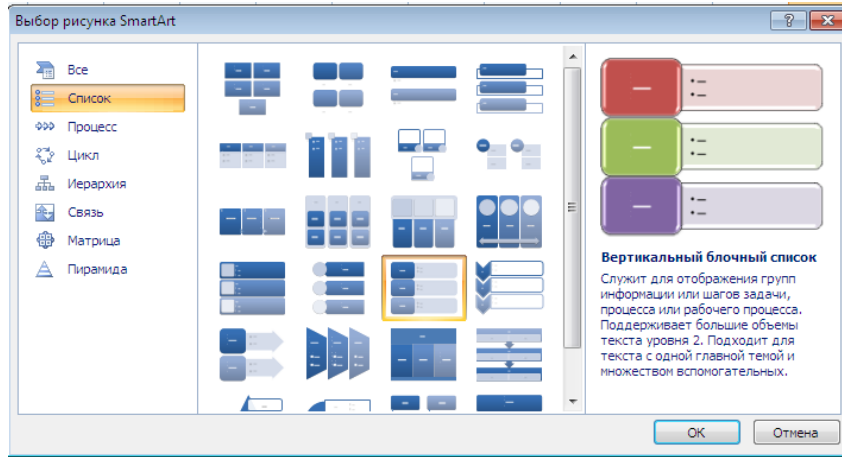 Выбор рисунка SmartArt
Все
Список
Процесс
Цикл
Иерархия
Связь
Матрица
Пирамида
Вертикальный блочный список
Служит для отображения групп
информации или шагов задачи,
процесса или рабочего процесса.
Поддерживает большие объемы
текста уровня 2. Подходит для
текста с одной главной темой и
множеством вспомогательных.
ОК
Отмена